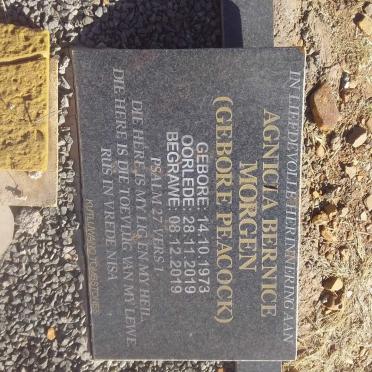 IN LIEFDEVOLLE HERINNERING AAN
AGNICIA BERNICE
MORGEN
(GEBORE PEACOCK)
GEBORE: 14.10.1973
OORLEDE: 28.11.2019
BEGRAWE: 08.12.2019
PSALM 27 VERS 1
DIE HERE IS MY LIG EN MY HEIL,
DIE HERE IS DIE TOEVLUG VAN MY LEWE
RUS IN VREDE NISA